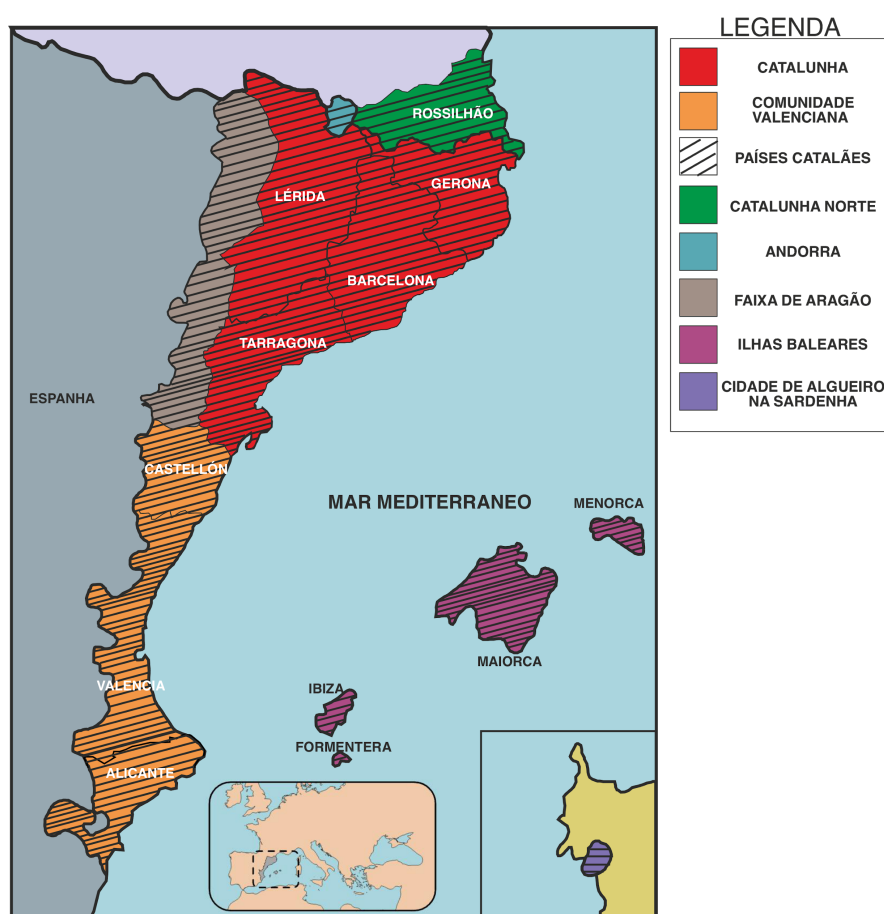 LEGENDA
CATALUNHA
COMUNIDADE
VALENCIANA
PAÍSES CATALÃES
CATALUNHA NORTE
ANDORRA
FAIXA DE ARAGÃO
ILHAS BALEARES
CIDADE DE ALGUEIRO
NA SARDENHA
ROSSILHÃO
GERONA
LÉRIDA
BARCELONA
TARRAGONA
ESPANHA
CASTELLÓN
MAR MEDITERRANEO
MENORCA
MAIORCA
VALENCIA
IBIZA
FORMENTERA
ALICANTE